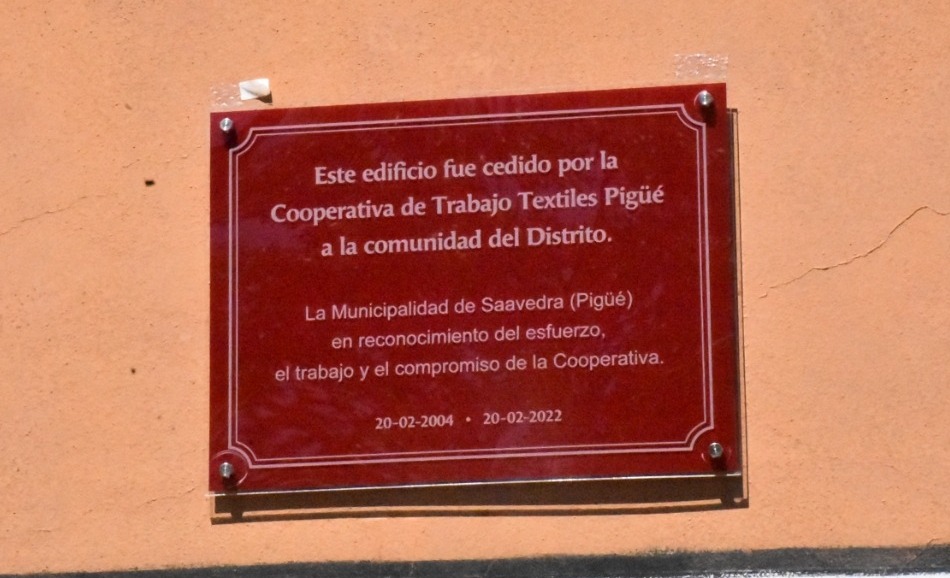 Este edificio fue cedido por la
Cooperativa de Trabajo Textiles Pigüé
a la comunidad del Distrito.
La Municipalidad de Saavedra (Pigüé)
en reconocimiento del esfuerzo,
el trabajo y el compromiso de la Cooperativa.
20-02-2004 • 20-02-2022